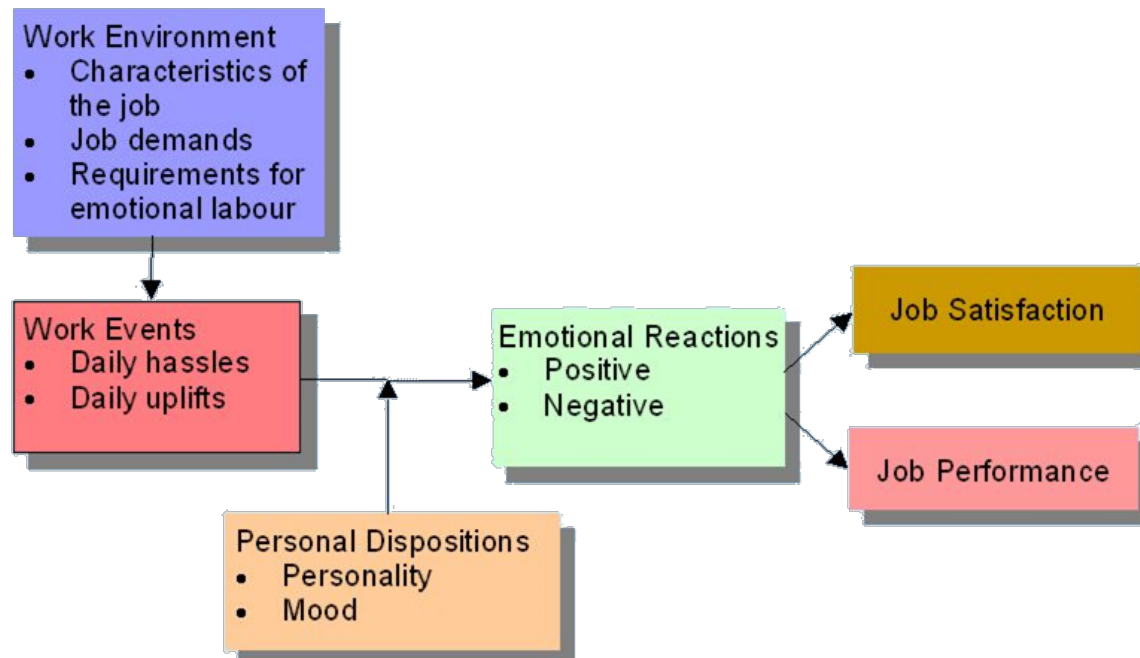 Work Environment
• Characteristics of
the job
• Job demands
• Requirements for
emotional labour
Work Events
• Daily hassles
• Daily uplifts
Personal Dispositions
• Personality
• Mood
Emotional Reactions
• Positive
• Negative
Job Satisfaction
Job Performance